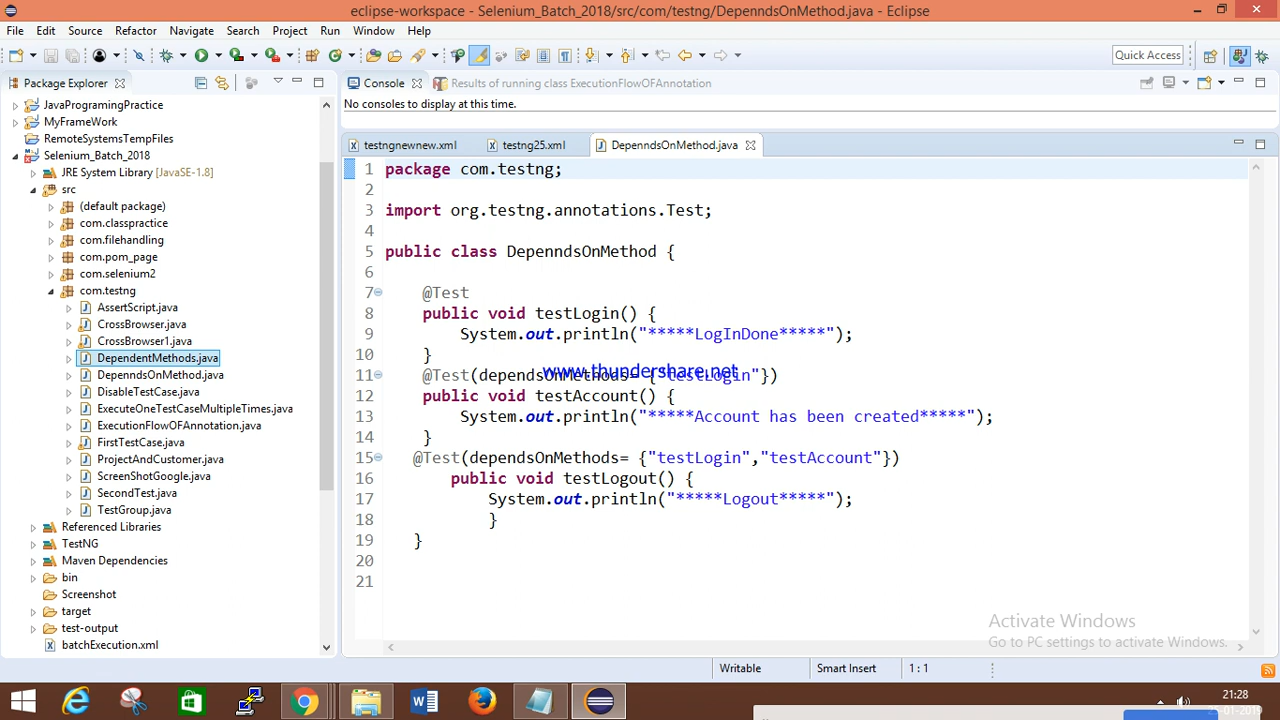 eclipse-workspace - Selenium_Batch_2018/src/com/testng/DepenndsOnMethod.java - Eclipse
File Edit Source Refactor Navigate Search Project Run Window Help
Quick Access
Package Explorer
JavaProgramingPractice
MyFrameWork
RemoteSystemsTempFiles
Selenium_Batch_2018
JRE System Library [JavaSE-1.8]
src
(default package)
com.classpractice
com.filehandling
com.pom_page
com.selenium2
com.testng
AssertScript.java
CrossBrowser.java
CrossBrowser1.java
DependentMethods.java
DepenndsOnMethod.java
DisableTestCase.java
ExecuteOneTestCaseMultipleTimes.java
ExecutionFlowOFAnnotation.java
FirstTestCase.java
ProjectAndCustomer.java
ScreenShotGoogle.java
SecondTest.java
TestGroup.java
Referenced Libraries
TestNG
Maven Dependencies
bin
Screenshot
target
test-output
batchExecution.xml
Console Results of running class ExecutionFlowOFAnnotation
No consoles to display at this time.
testngnewnew.xml testng25.xml DepenndsOnMethod.java
1 package com.testng;
2
3 import org.testng.annotations.Test;
4
5 public class DepenndsOnMethod {
6
7 @Test
8 public void testLogin() {
9 System.out.println("*****LogInDone*****");
10 }
11 @Test(dependsOnMethods= {"testLogin"})
www.thundershare.net
12 public void testAccount() {
13 System.out.println("*****Account has been created*****");
14 }
15 @Test(dependsOnMethods= {"testLogin","testAccount"})
16 public void testLogout() {
17 System.out.println("*****Logout*****");
18 }
19 }
20
21
Activate Windows
Go to PC settings to activate Windows.
Writable Smart Insert 1 : 1
21:28